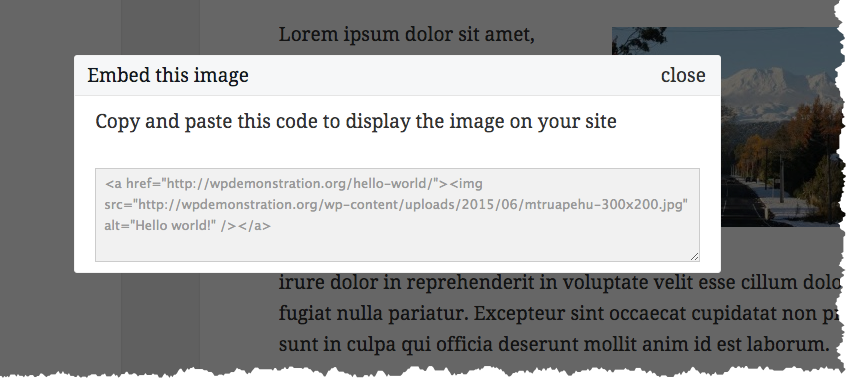 Lorem ipsum dolor sit amet,
Embed this image
close
Copy and paste this code to display the image on your site
<a href="http://wpdemonstration.org/hello-world/"><img
src="http://wpdemonstration.org/wp-content/uploads/2015/06/mtruapehu-300x200.jpg"
alt="Hello world!" /></a>
irure dolor in reprehenderit in voluptate velit esse cillum
fugiat nulla pariatur. Excepteur sint occaecat cupidatat non
sunt in culpa qui officia deserunt mollit anim id est laborum.